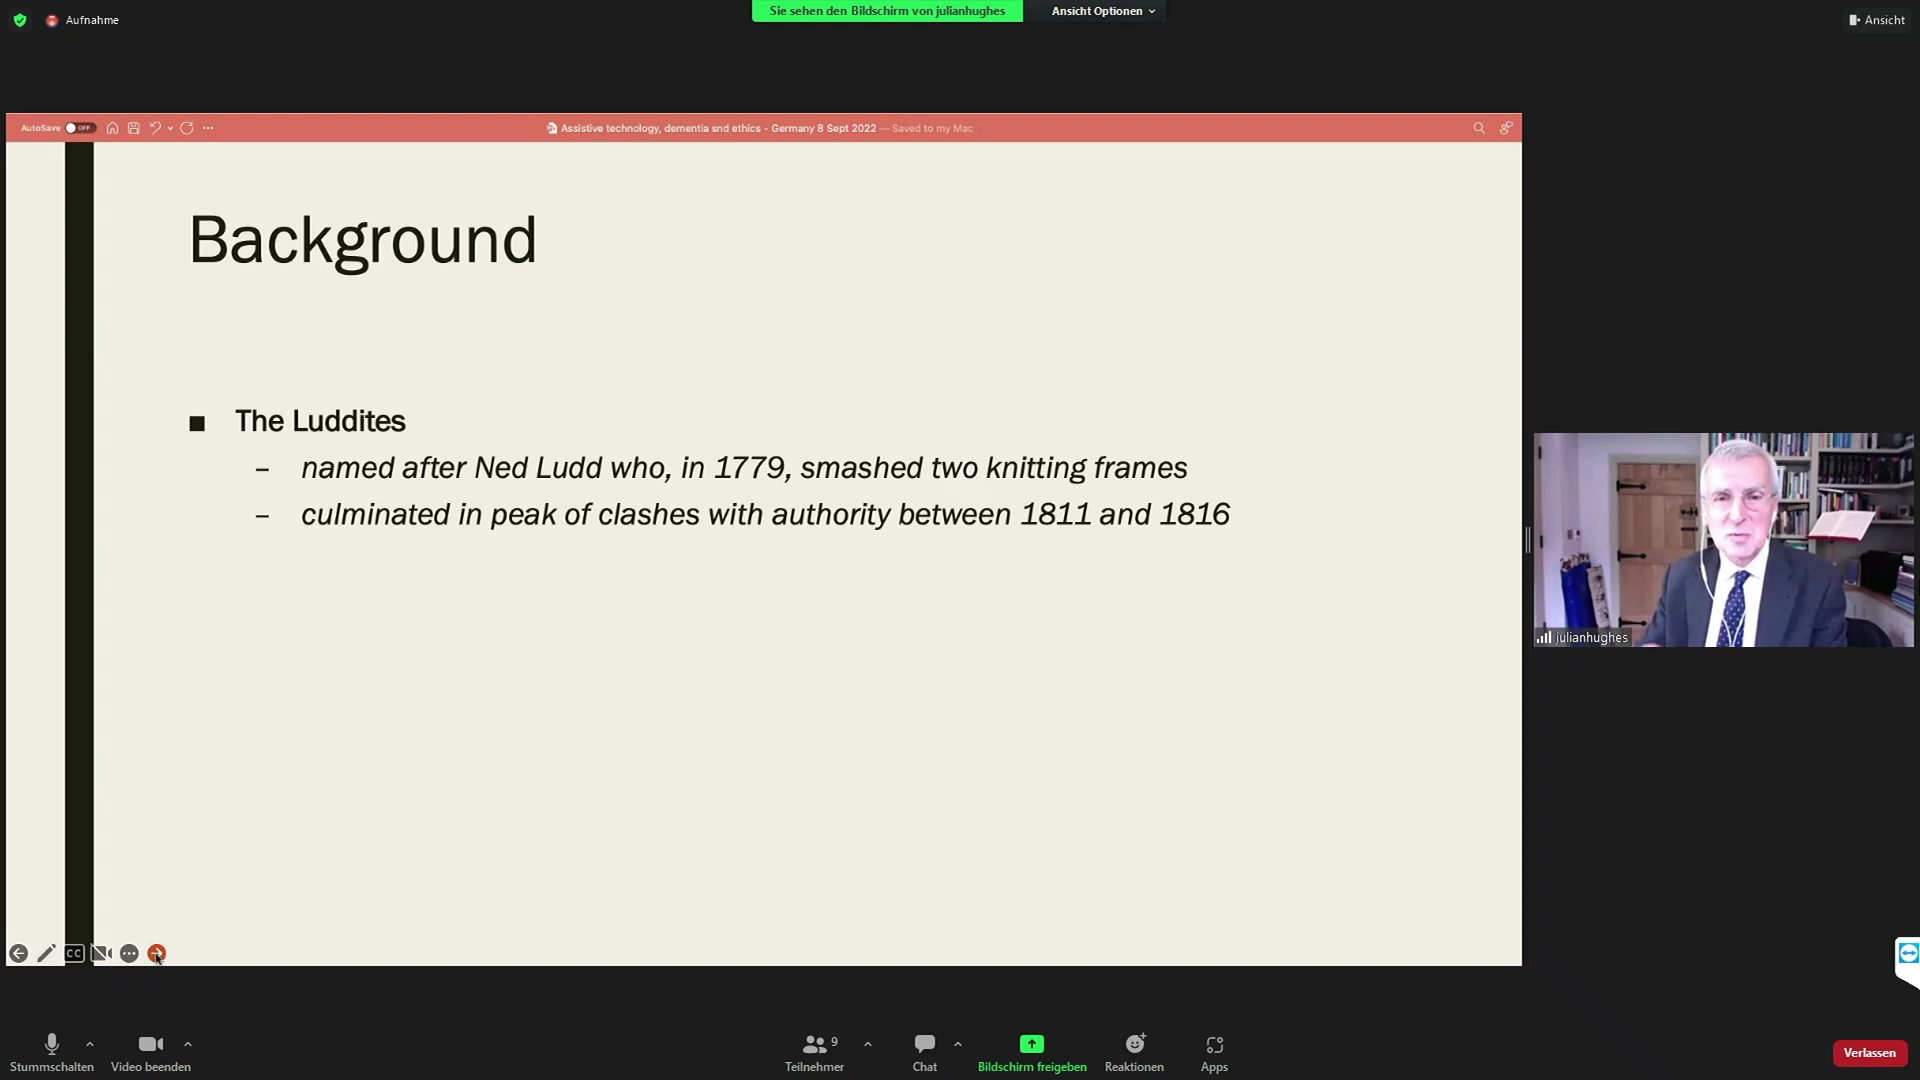 Aufnahme
Sie sehen den Bildschirm von julianhughes
Ansicht Optionen
Ansicht
AutoSave OFF
Assistive technology, dementia snd ethics - Germany 8 Sept 2022 — Saved to my Mac
Background
■ The Luddites
– named after Ned Ludd who, in 1779, smashed two knitting frames
– culminated in peak of clashes with authority between 1811 and 1816
julianhughes
CC
9
Stummschalten
Video beenden
Teilnehmer
Chat
Bildschirm freigeben
Reaktionen
Apps
Verlassen